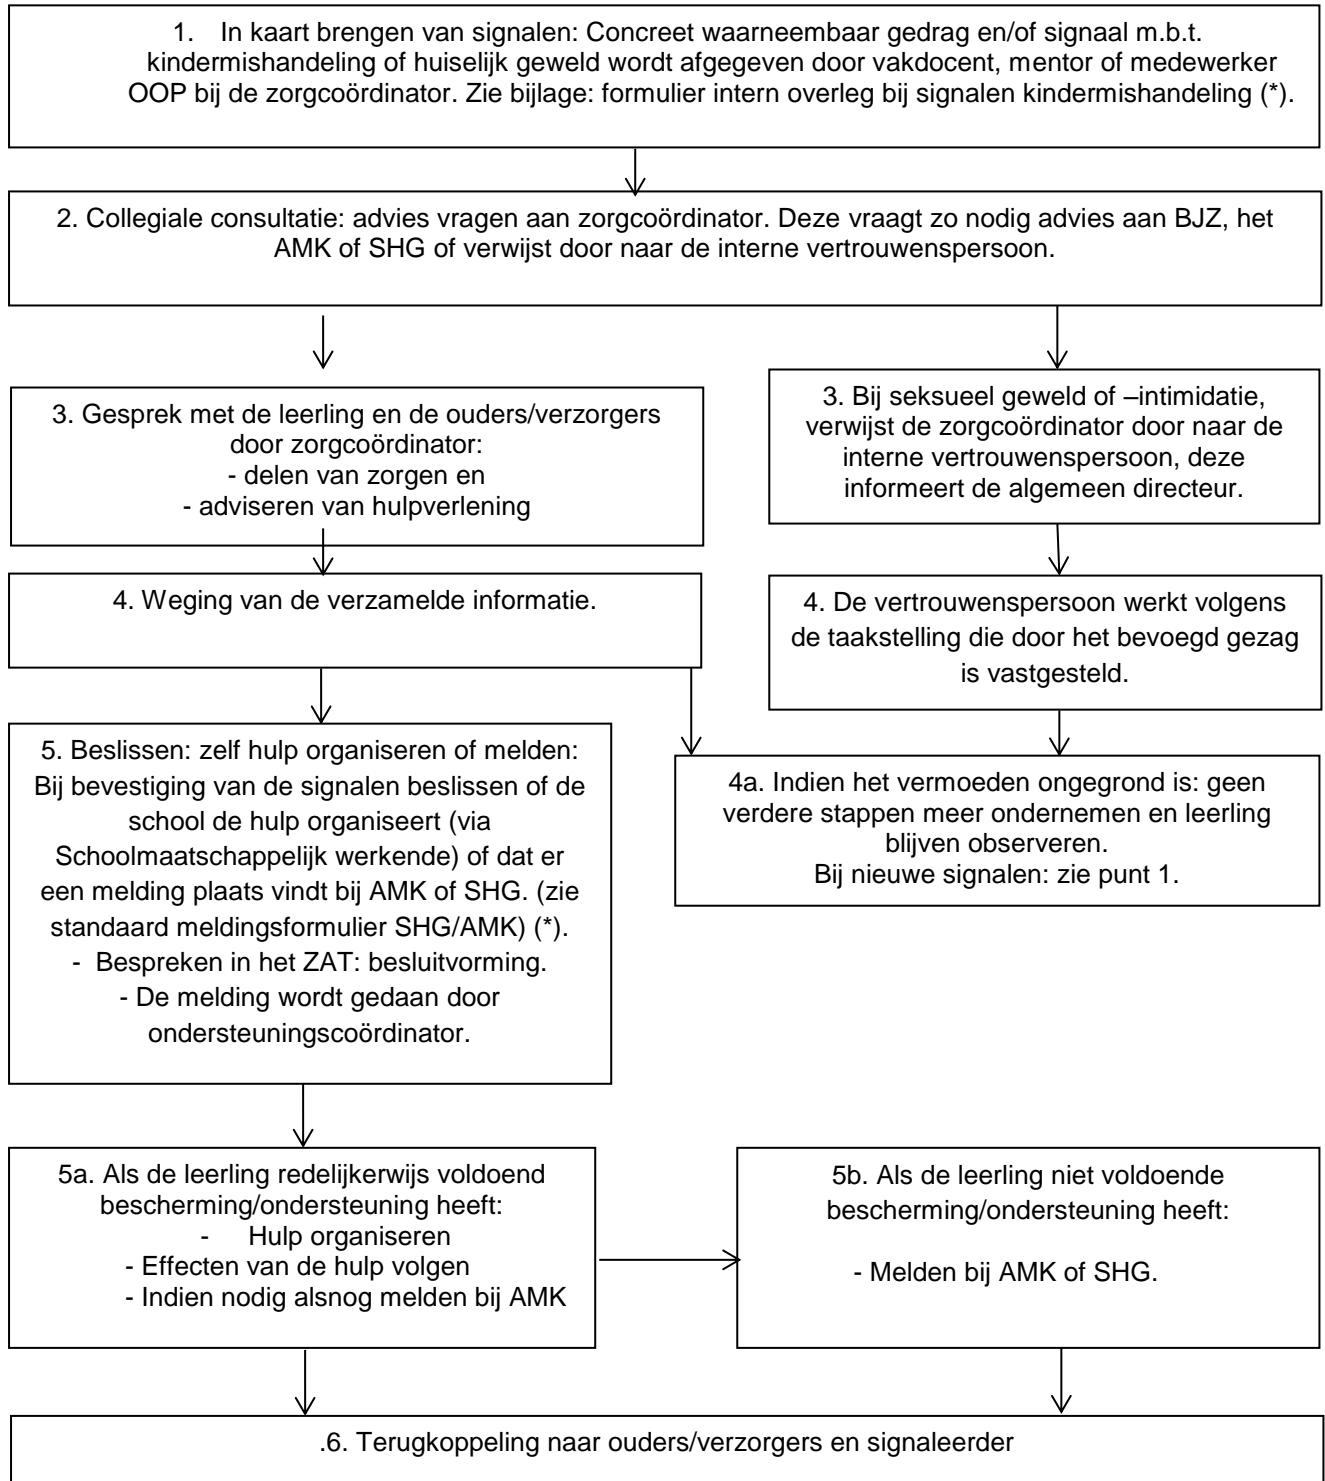 1. In kaart brengen van signalen: Concreet waarneembaar gedrag en/of signaal m.b.t.
kindermishandeling of huiselijk geweld wordt afgegeven door vakdocent, mentor of medewerker
OOP bij de zorgcoördinator. Zie bijlage: formulier intern overleg bij signalen kindermishandeling (*).
2. Collegiale consultatie: advies vragen aan zorgcoördinator. Deze vraagt zo nodig advies aan BJZ, het
AMK of SHG of verwijst door naar de interne vertrouwenspersoon.
3. Gesprek met de leerling en de ouders/verzorgers
door zorgcoördinator:
- delen van zorgen en
- adviseren van hulpverlening
3. Bij seksueel geweld of –intimidatie,
verwijst de zorgcoördinator door naar de
interne vertrouwenspersoon, deze
informeert de algemeen directeur.
4. Weging van de verzamelde informatie.
4. De vertrouwenspersoon werkt volgens
de taakstelling die door het bevoegd gezag
is vastgesteld.
5. Beslissen: zelf hulp organiseren of melden:
Bij bevestiging van de signalen beslissen of de
school de hulp organiseert (via
Schoolmaatschappelijk werkende) of dat er
een melding plaats vindt bij AMK of SHG. (zie
standaard meldingsformulier SHG/AMK) (*).
- Bespreken in het ZAT: besluitvorming.
- De melding wordt gedaan door
ondersteuningscoördinator.
4a. Indien het vermoeden ongegrond is: geen
verdere stappen meer ondernemen en leerling
blijven observeren.
Bij nieuwe signalen: zie punt 1.
5a. Als de leerling redelijkerwijs voldoend
bescherming/ondersteuning heeft:
- Hulp organiseren
- Effecten van de hulp volgen
- Indien nodig alsnog melden bij AMK
5b. Als de leerling niet voldoende
bescherming/ondersteuning heeft:
- Melden bij AMK of SHG.
.6. Terugkoppeling naar ouders/verzorgers en signaleerder